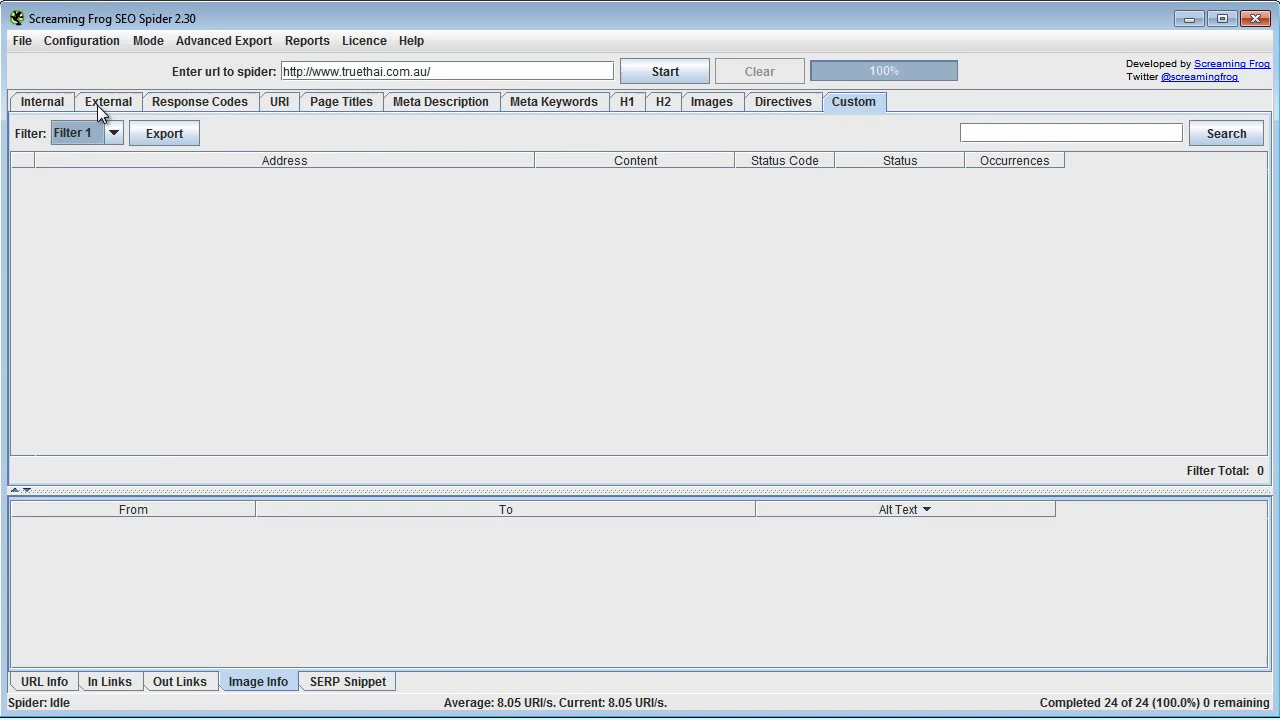 Screaming Frog SEO Spider 2.30
File Configuration Mode Advanced Export Reports Licence Help
Enter url to spider: http://www.truethai.com.au/ Start Clear 100%
Developed by Screaming Frog
Twitter @screamingfrog
Internal External Response Codes URI Page Titles Meta Description Meta Keywords H1 H2 Images Directives Custom
Filter: Filter 1 Export Search
Address Content Status Code Status Occurrences
Filter Total: 0
From To Alt Text
URL Info In Links Out Links Image Info SERP Snippet
Spider: Idle Average: 8.05 URI/s. Current: 8.05 URI/s. Completed 24 of 24 (100.0%) 0 remaining